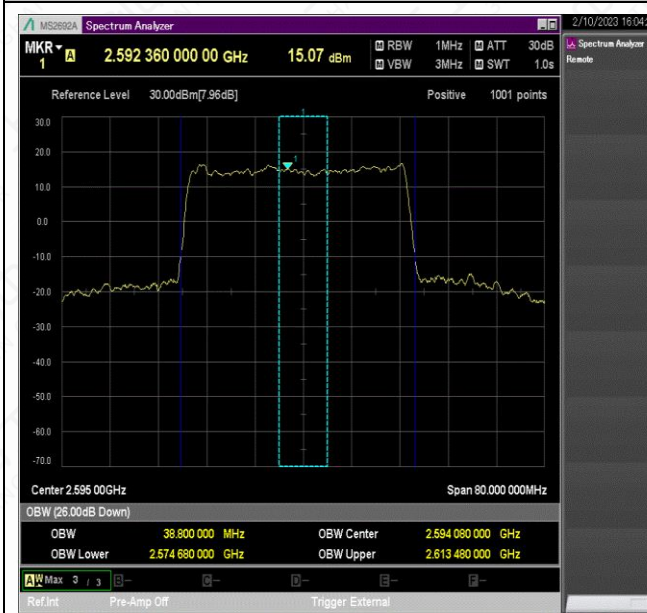 MS2692A Spectrum Analyzer
2/10/2023 16:04:
MKR 1 A 2.592 360 000 00 GHz 15.07 dBm
M RBW 1MHz M ATT 30dB
M VBW 3MHz M SWT 1.0s
Spectrum Analyzer
Remote
Reference Level 30.00dBm[7.96dB] Positive 1001 points
1
30.0
20.0
1
10.0
0.0
-10.0
-20.0
-30.0
-40.0
-50.0
-60.0
-70.0
Center 2.595 00GHz Span 80.000 000MHz
OBW (26.00dB Down)
OBW 38.800 000 MHz OBW Center 2.594 080 000 GHz
OBW Lower 2.574 680 000 GHz OBW Upper 2.613 480 000 GHz
A W Max 3 / 3 B- C- D- E- F-
Ref.Int Pre-Amp Off Trigger External